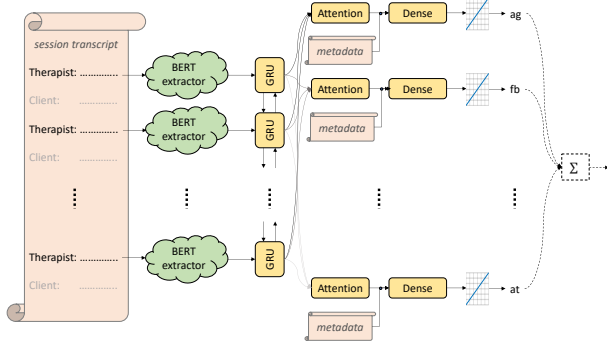 session transcript
Therapist: ............
Client: ............
Therapist: ............
Client: ............
Therapist: ............
Client: ............
BERT
extractor
BERT
extractor
BERT
extractor
GRU
GRU
GRU
Attention
Dense
ag
metadata
Attention
Dense
fb
metadata
Attention
Dense
at
metadata
Σ